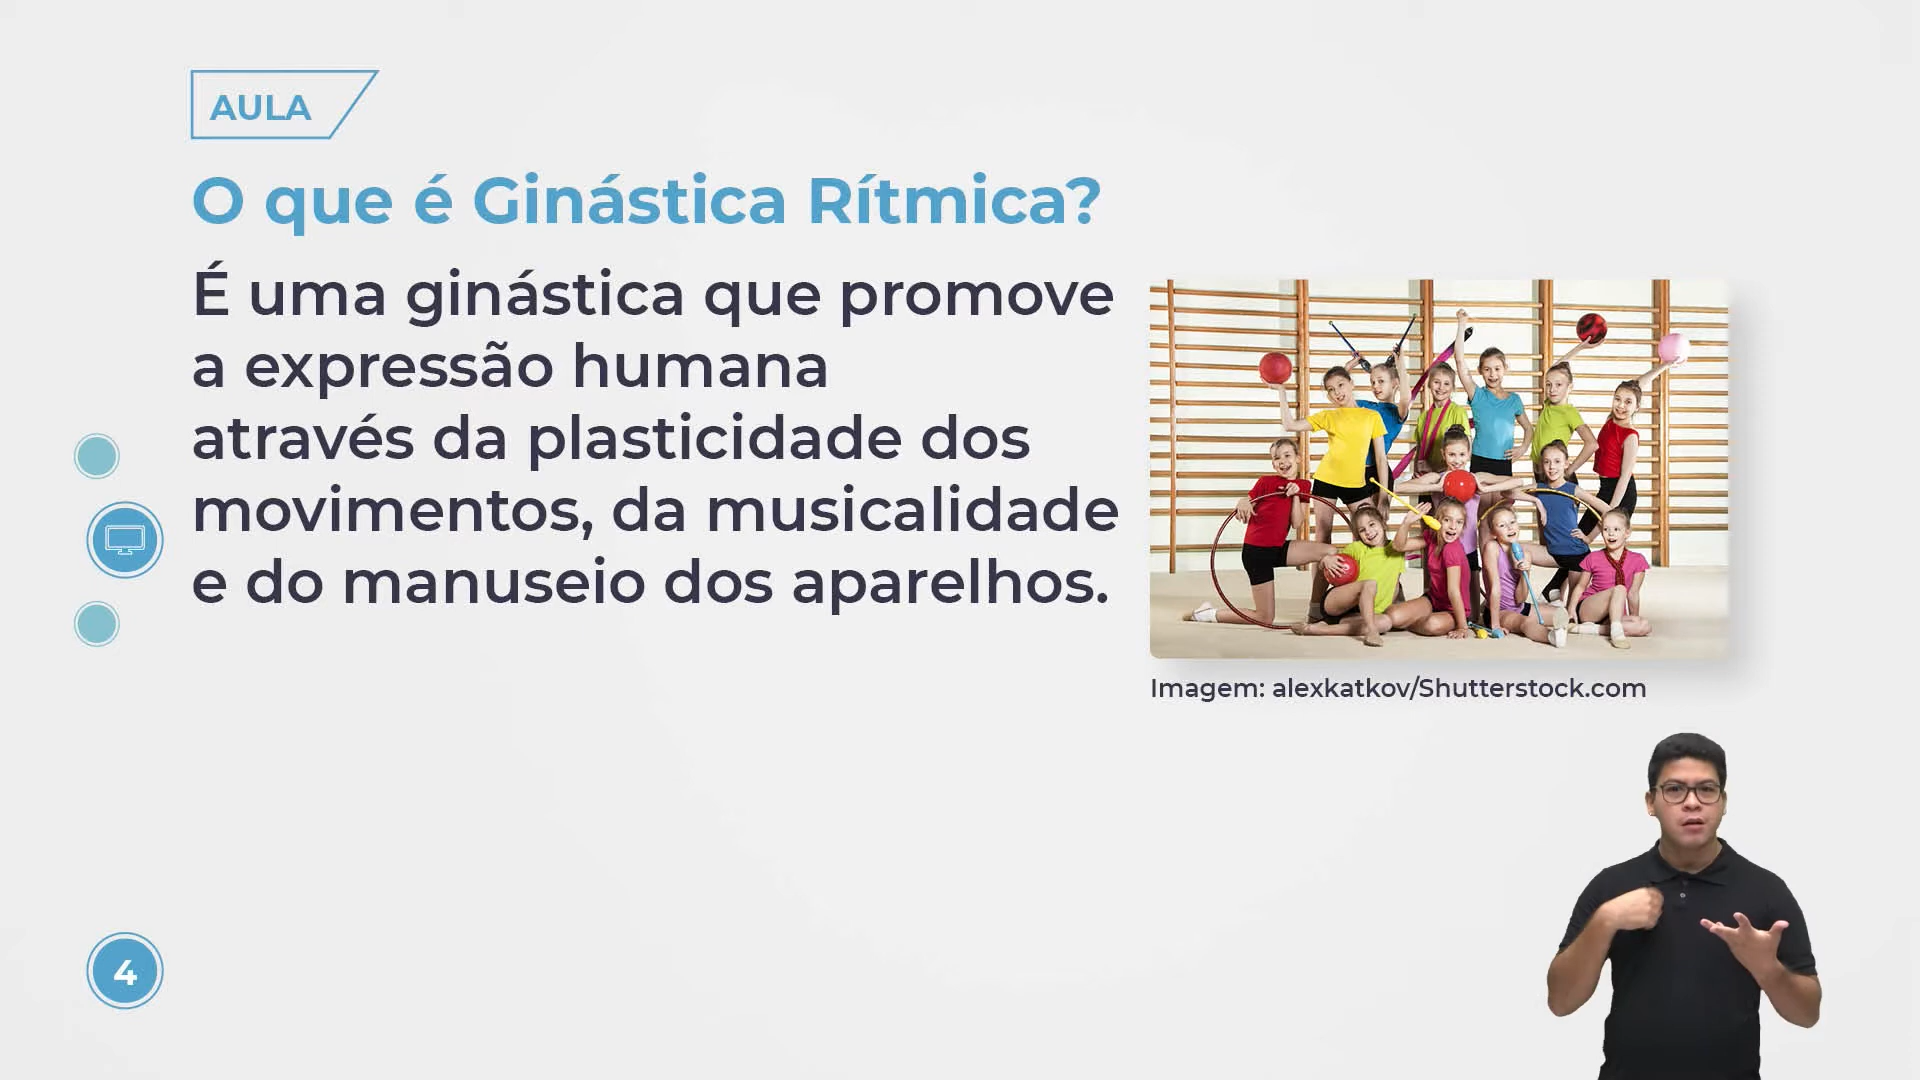 AULA
O que é Ginástica Rítmica?
É uma ginástica que promove
a expressão humana
através da plasticidade dos
movimentos, da musicalidade
e do manuseio dos aparelhos.
Imagem: alexkatkov/Shutterstock.com
4